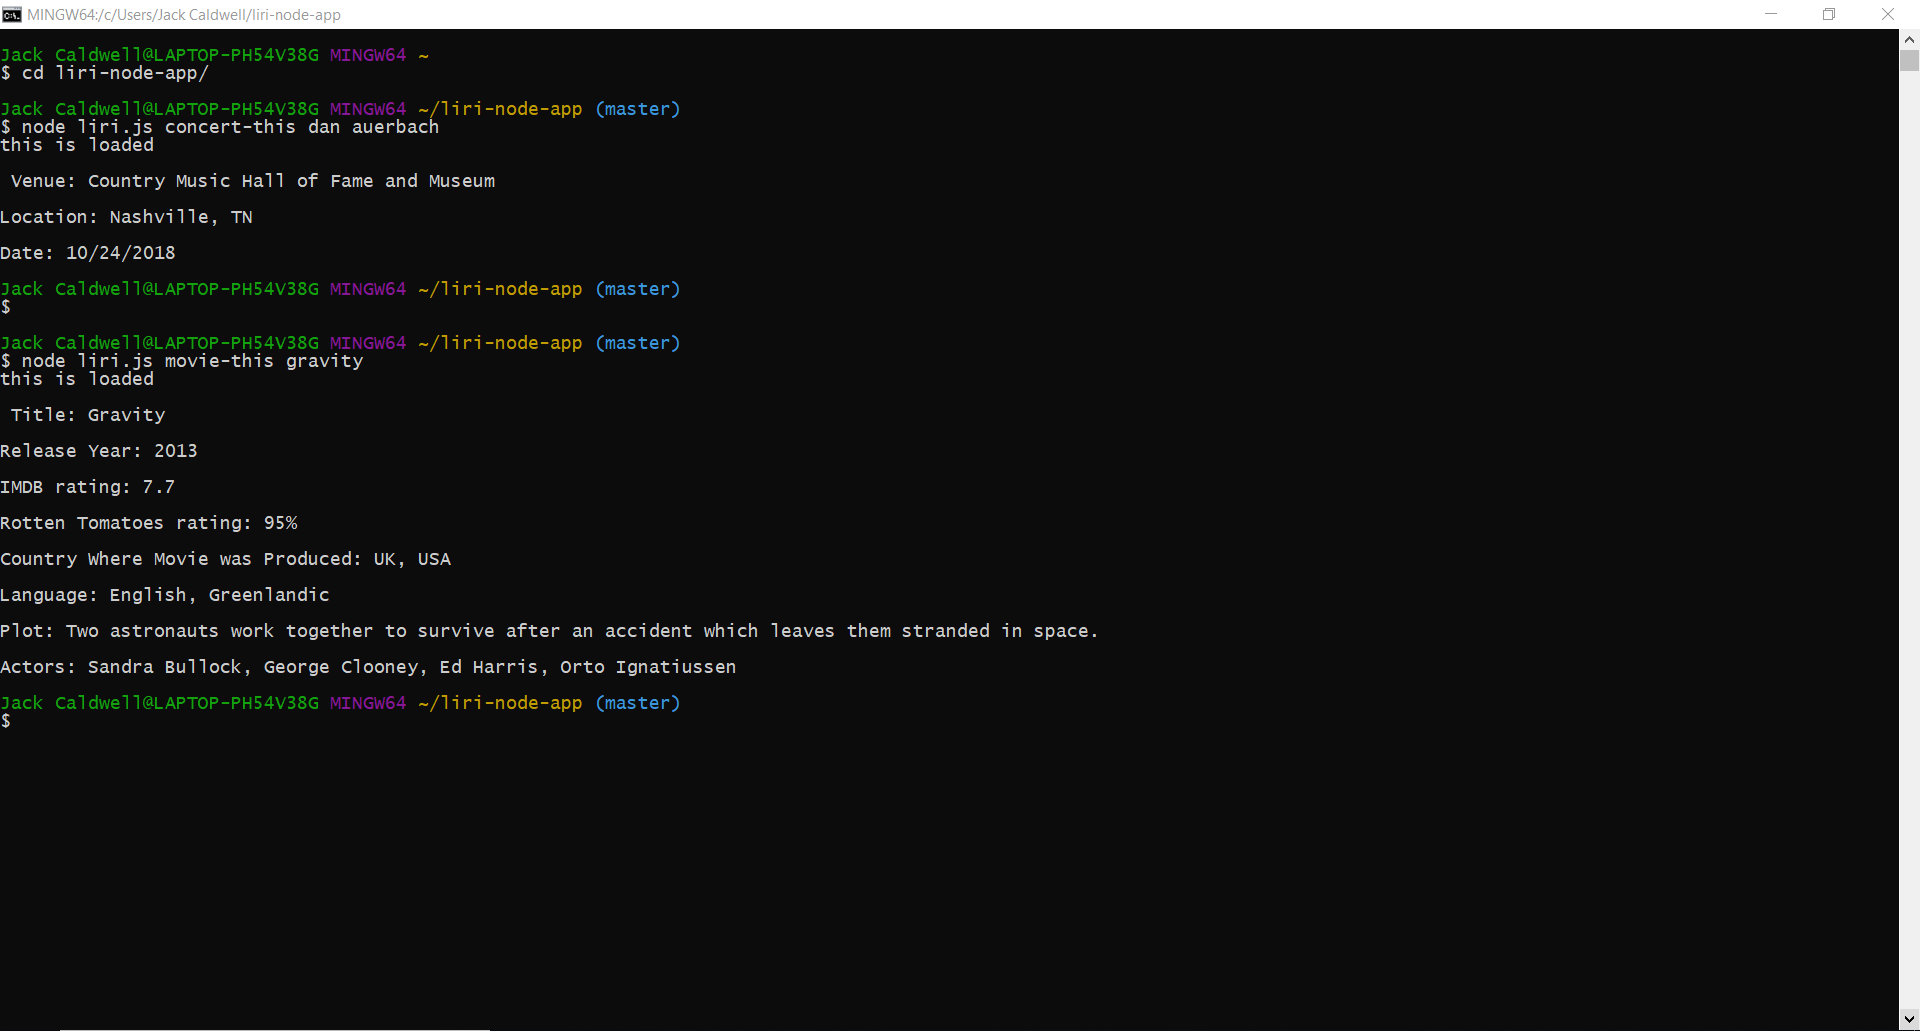 MINGW64:/c/Users/Jack Caldwell/liri-node-app
Jack Caldwell@LAPTOP-PH54V38G MINGW64 ~
$ cd liri-node-app/
Jack Caldwell@LAPTOP-PH54V38G MINGW64 ~/liri-node-app (master)
$ node liri.js concert-this dan auerbach
this is loaded
Venue: Country Music Hall of Fame and Museum
Location: Nashville, TN
Date: 10/24/2018
Jack Caldwell@LAPTOP-PH54V38G MINGW64 ~/liri-node-app (master)
$
Jack Caldwell@LAPTOP-PH54V38G MINGW64 ~/liri-node-app (master)
$ node liri.js movie-this gravity
this is loaded
Title: Gravity
Release Year: 2013
IMDB rating: 7.7
Rotten Tomatoes rating: 95%
Country Where Movie was Produced: UK, USA
Language: English, Greenlandic
Plot: Two astronauts work together to survive after an accident which leaves them stranded in space.
Actors: Sandra Bullock, George Clooney, Ed Harris, Orto Ignatiussen
Jack Caldwell@LAPTOP-PH54V38G MINGW64 ~/liri-node-app (master)
$